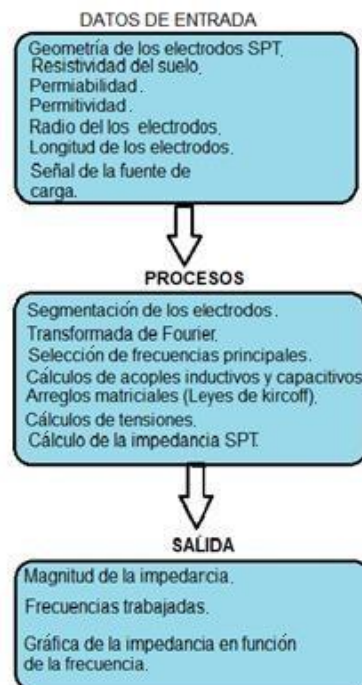 DATOS DE ENTRADA
Geometría de los electrodos SPT.
Resistividad del suelo.
Permiabilidad.
Permitividad.
Radio del los electrodos.
Longitud de los electrodos.
Señal de la fuente de
carga.
PROCESOS
Segmentación de los electrodos.
Transformada de Fourier.
Selección de frecuencias principales.
Cálculos de acoples inductivos y capacitivos
Arreglos matriciales (Leyes de kircoff).
Cálculos de tensiones.
Cálculo de la impedancia SPT.
SALIDA
Magnitud de la impedarcia.
Frecuencias trabajadas.
Gráfica de la impedancia en función
de la frecuencia.